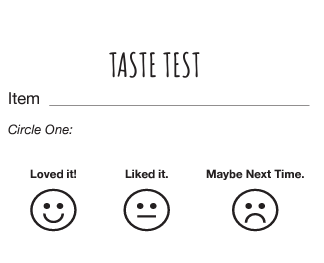 TASTE TEST
Item
Circle One:
Loved it! Liked it. Maybe Next Time.